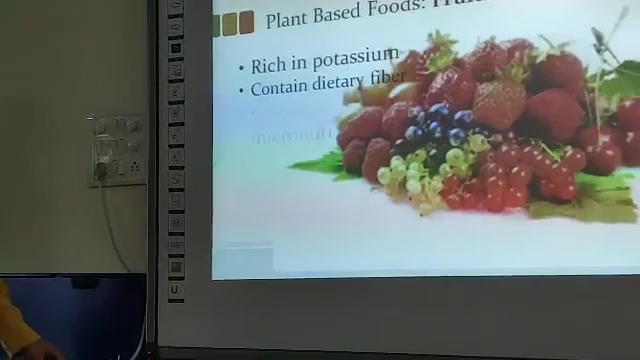 Plant Based Foods:
• Rich in potassium
• Contain dietary fiber